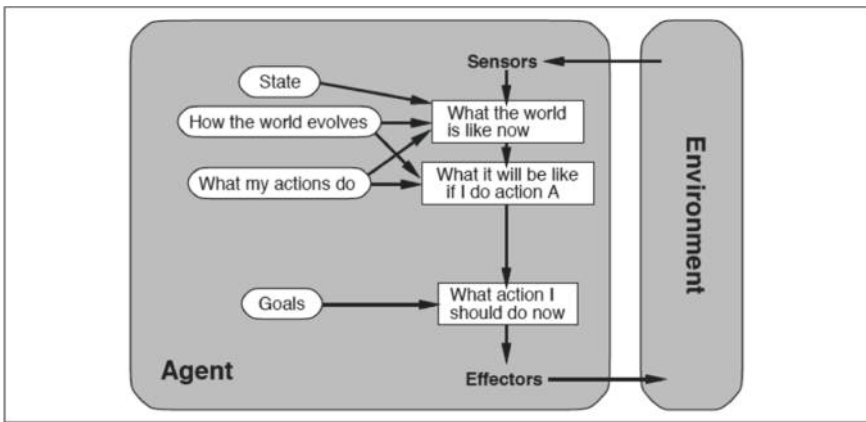 Sensors
State
What the world
is like now
How the world evolves
What it will be like
if I do action A
What my actions do
Environment
Goals
What action I
should do now
Agent
Effectors